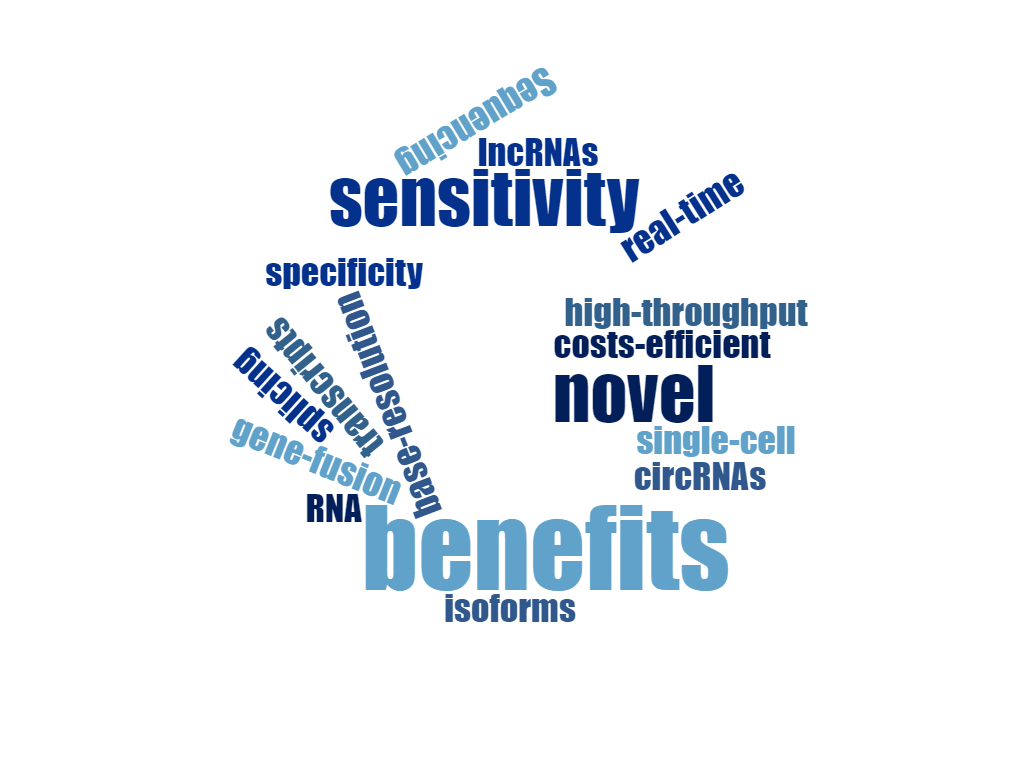 sequencing
lncRNAs
sensitivity
real-time
specificity
base-resolution
high-throughput
transcripts
costs-efficient
splicing
novel
gene-fusion
single-cell
circRNAs
RNA
benefits
isoforms